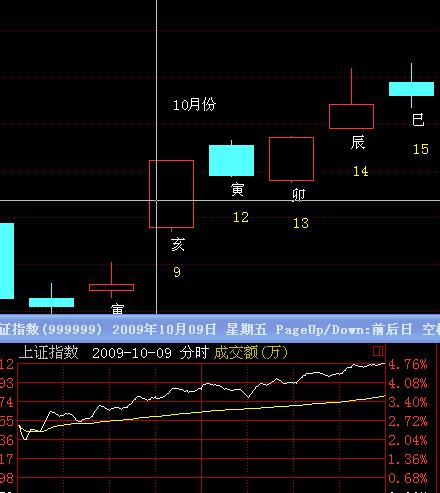 10月份
巳
15
辰
14
寅
12
卯
13
亥
9
寅
证指数(999999) 2009年10月09日 星期五 PageUp/Down:前后日 空格
上证指数 2009-10-09 分时 成交额(万)
12 4.76%
93 4.08%
74 3.40%
55 2.72%
36 2.04%
17 1.36%
98 0.68%